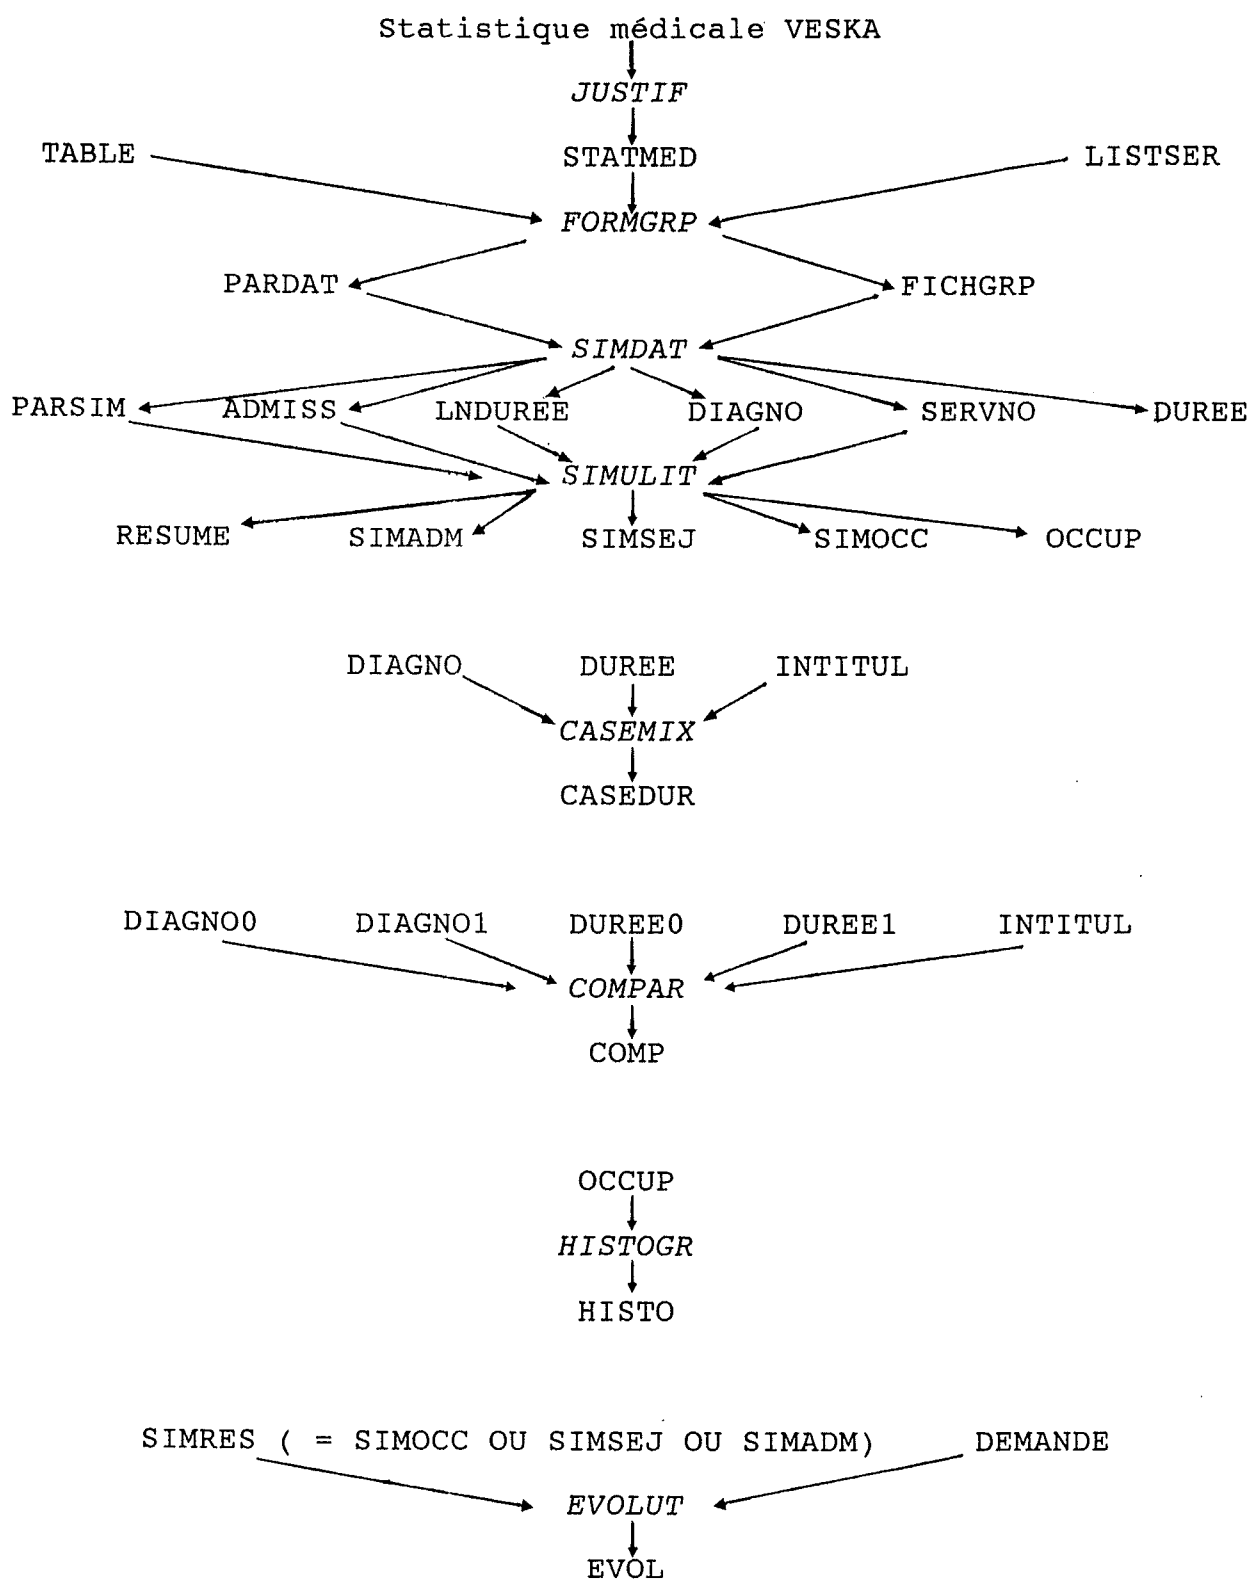 Statistique médicale VESKA
JUSTIF
TABLE STATMED LISTSER
FORMGRP
PARDAT FICHGRP
SIMDAT
PARSIM ADMISS LNDUREE DIAGNO SERVNO DUREE
SIMULIT
RESUME SIMADM SIMSEJ SIMOCC OCCUP
DIAGNO DUREE INTITUL
CASEMIX
CASEDUR
DIAGNO0 DIAGNO1 DUREE0 DUREE1 INTITUL
COMPAR
COMP
OCCUP
HISTOGR
HISTO
SIMRES ( = SIMOCC OU SIMSEJ OU SIMADM) DEMANDE
EVOLUT
EVOL